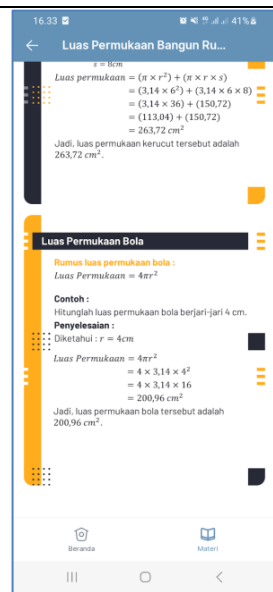 16.33
41%
Luas Permukaan Bangun Ru...
s = 8cm
Luas permukaan = (π × r²) + (π × r × s)
= (3,14 × 6²) + (3,14 × 6 × 8)
= (3,14 × 36) + (150,72)
= (113,04) + (150,72)
= 263,72 cm²
Jadi, luas permukaan kerucut tersebut adalah
263,72 cm².
Luas Permukaan Bola
Rumus luas permukaan bola :
Luas Permukaan = 4πr²
Contoh :
Hitunglah luas permukaan bola berjari-jari 4 cm.
Penyelesaian :
Diketahui : r = 4cm
Luas Permukaan = 4πr²
= 4 × 3,14 × 4²
= 4 × 3,14 × 16
= 200,96 cm²
Jadi, luas permukaan bola tersebut adalah
200,96 cm².
Beranda
Materi